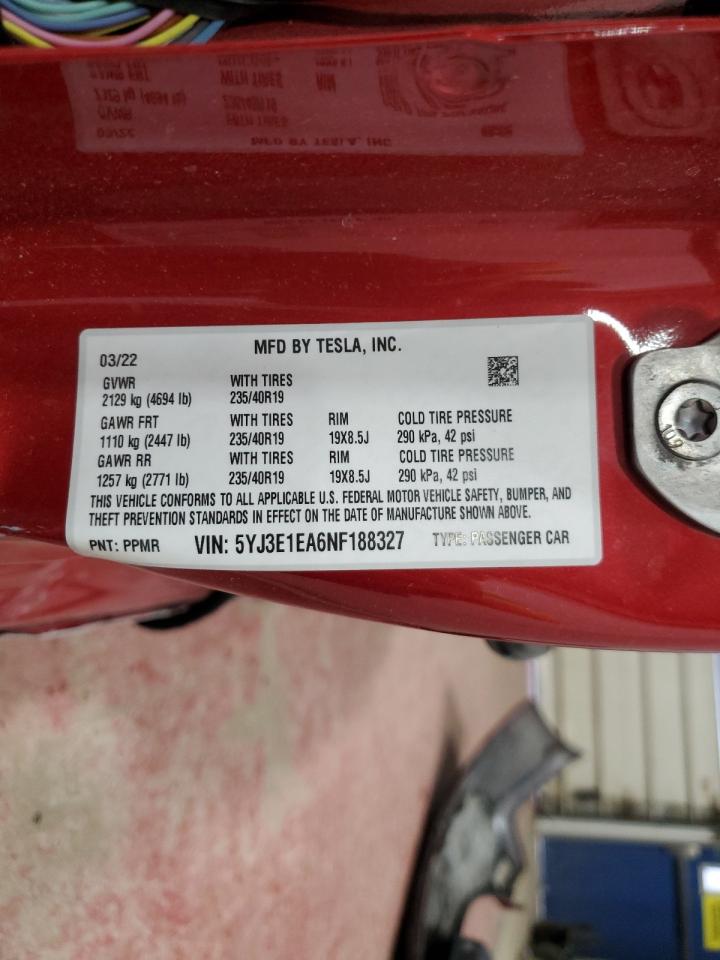 03/22 MFD BY TESLA, INC.
GVWR WITH TIRES
2129 kg (4694 lb) 235/40R19
GAWR FRT WITH TIRES RIM COLD TIRE PRESSURE
1110 kg (2447 lb) 235/40R19 19X8.5J 290 kPa, 42 psi
GAWR RR WITH TIRES RIM COLD TIRE PRESSURE
1257 kg (2771 lb) 235/40R19 19X8.5J 290 kPa, 42 psi
THIS VEHICLE CONFORMS TO ALL APPLICABLE U.S. FEDERAL MOTOR VEHICLE SAFETY, BUMPER, AND
THEFT PREVENTION STANDARDS IN EFFECT ON THE DATE OF MANUFACTURE SHOWN ABOVE.
PNT: PPMR VIN: 5YJ3E1EA6NF188327 TYPE: PASSENGER CAR
10.9